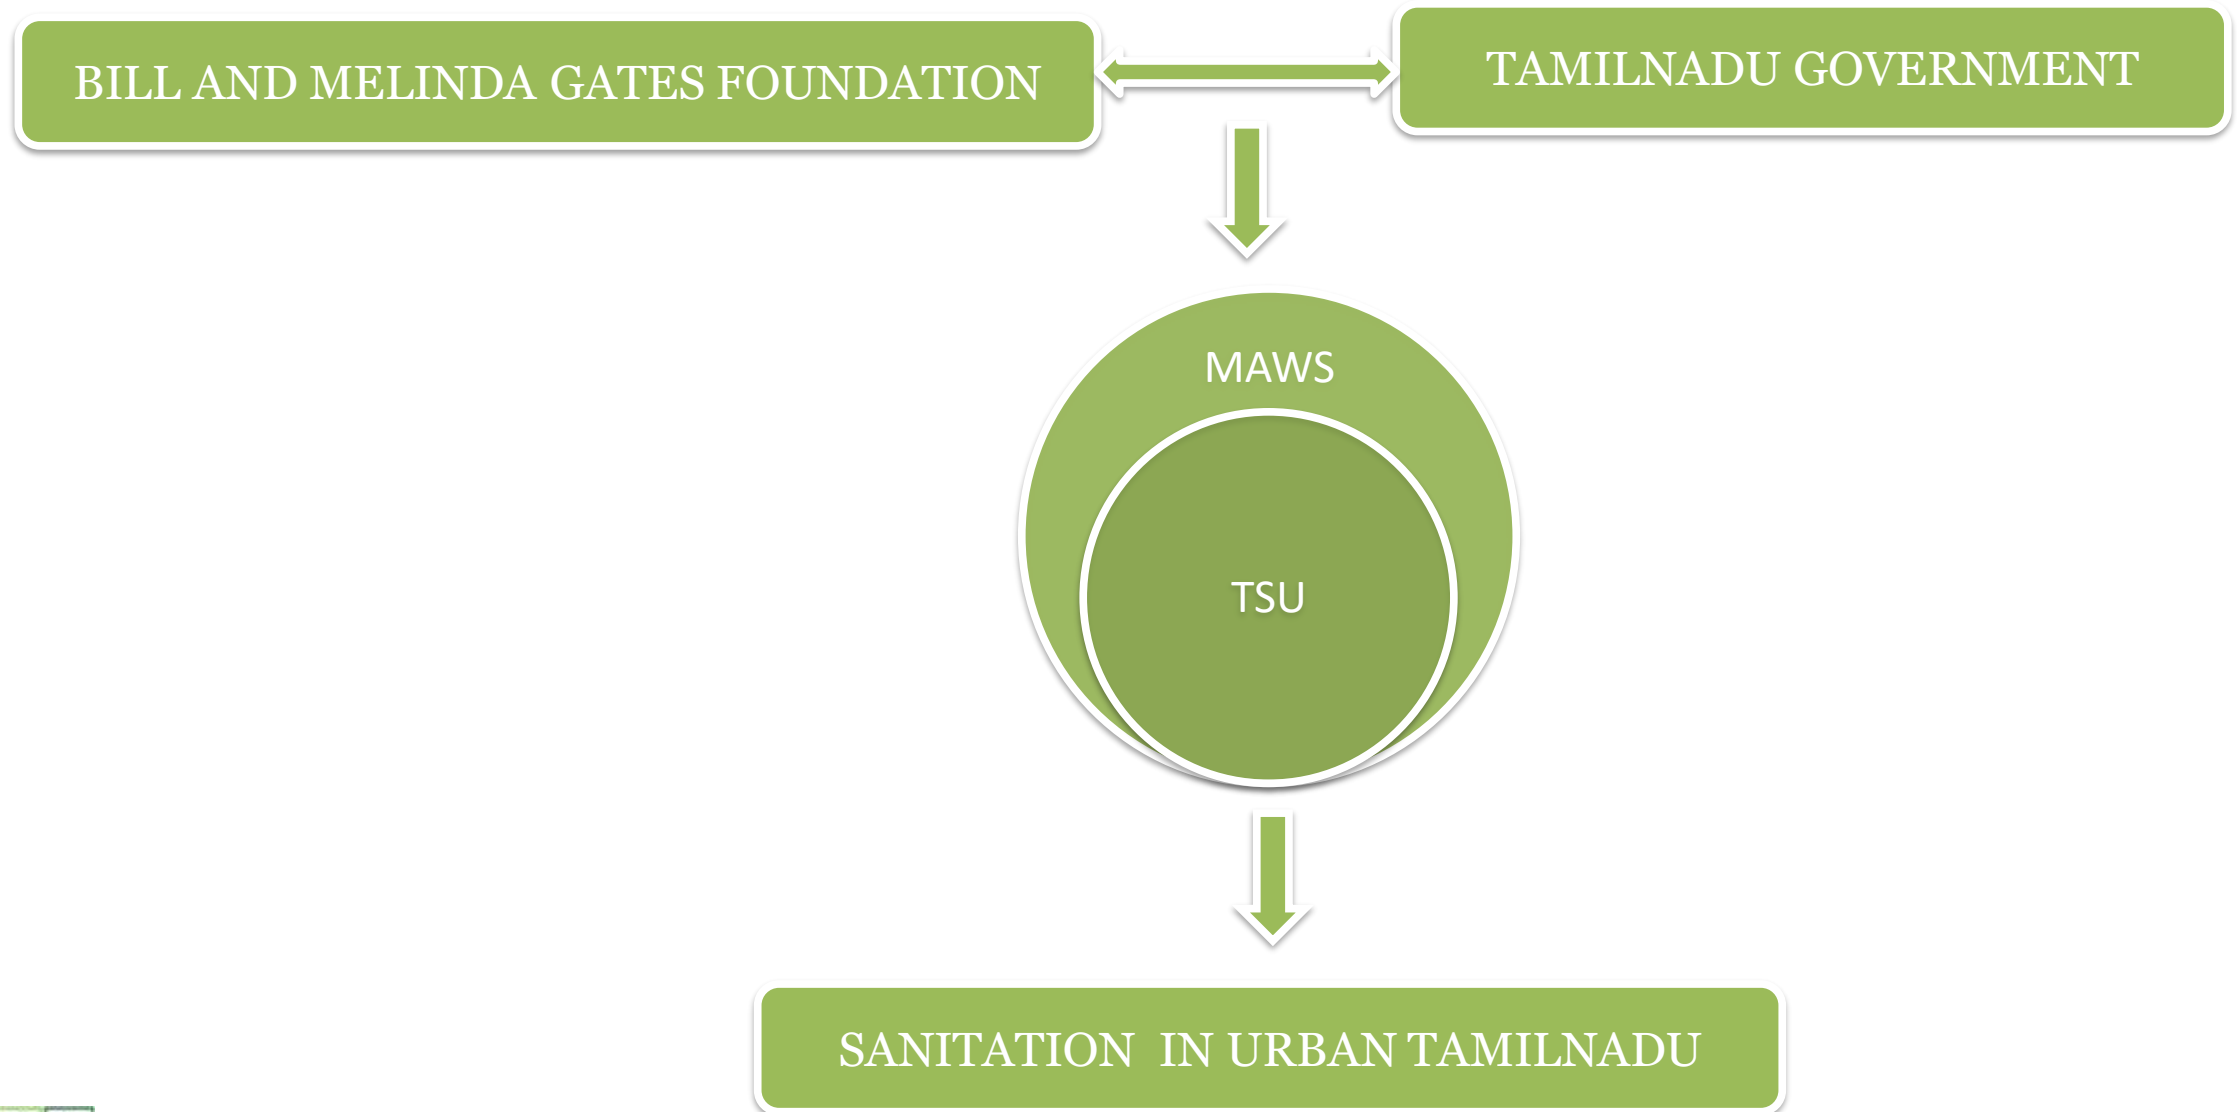 BILL AND MELINDA GATES FOUNDATION
TAMILNADU GOVERNMENT
MAWS
TSU
SANITATION IN URBAN TAMILNADU